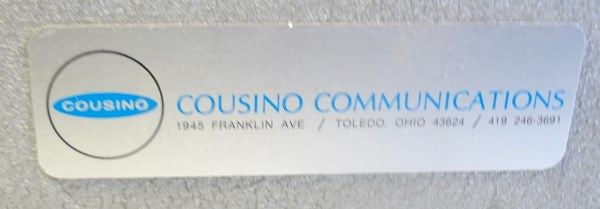 COUSINO
COUSINO COMMUNICATIONS
1945 FRANKLIN AVE. / TOLEDO, OHIO 43624 / 419 246-3691